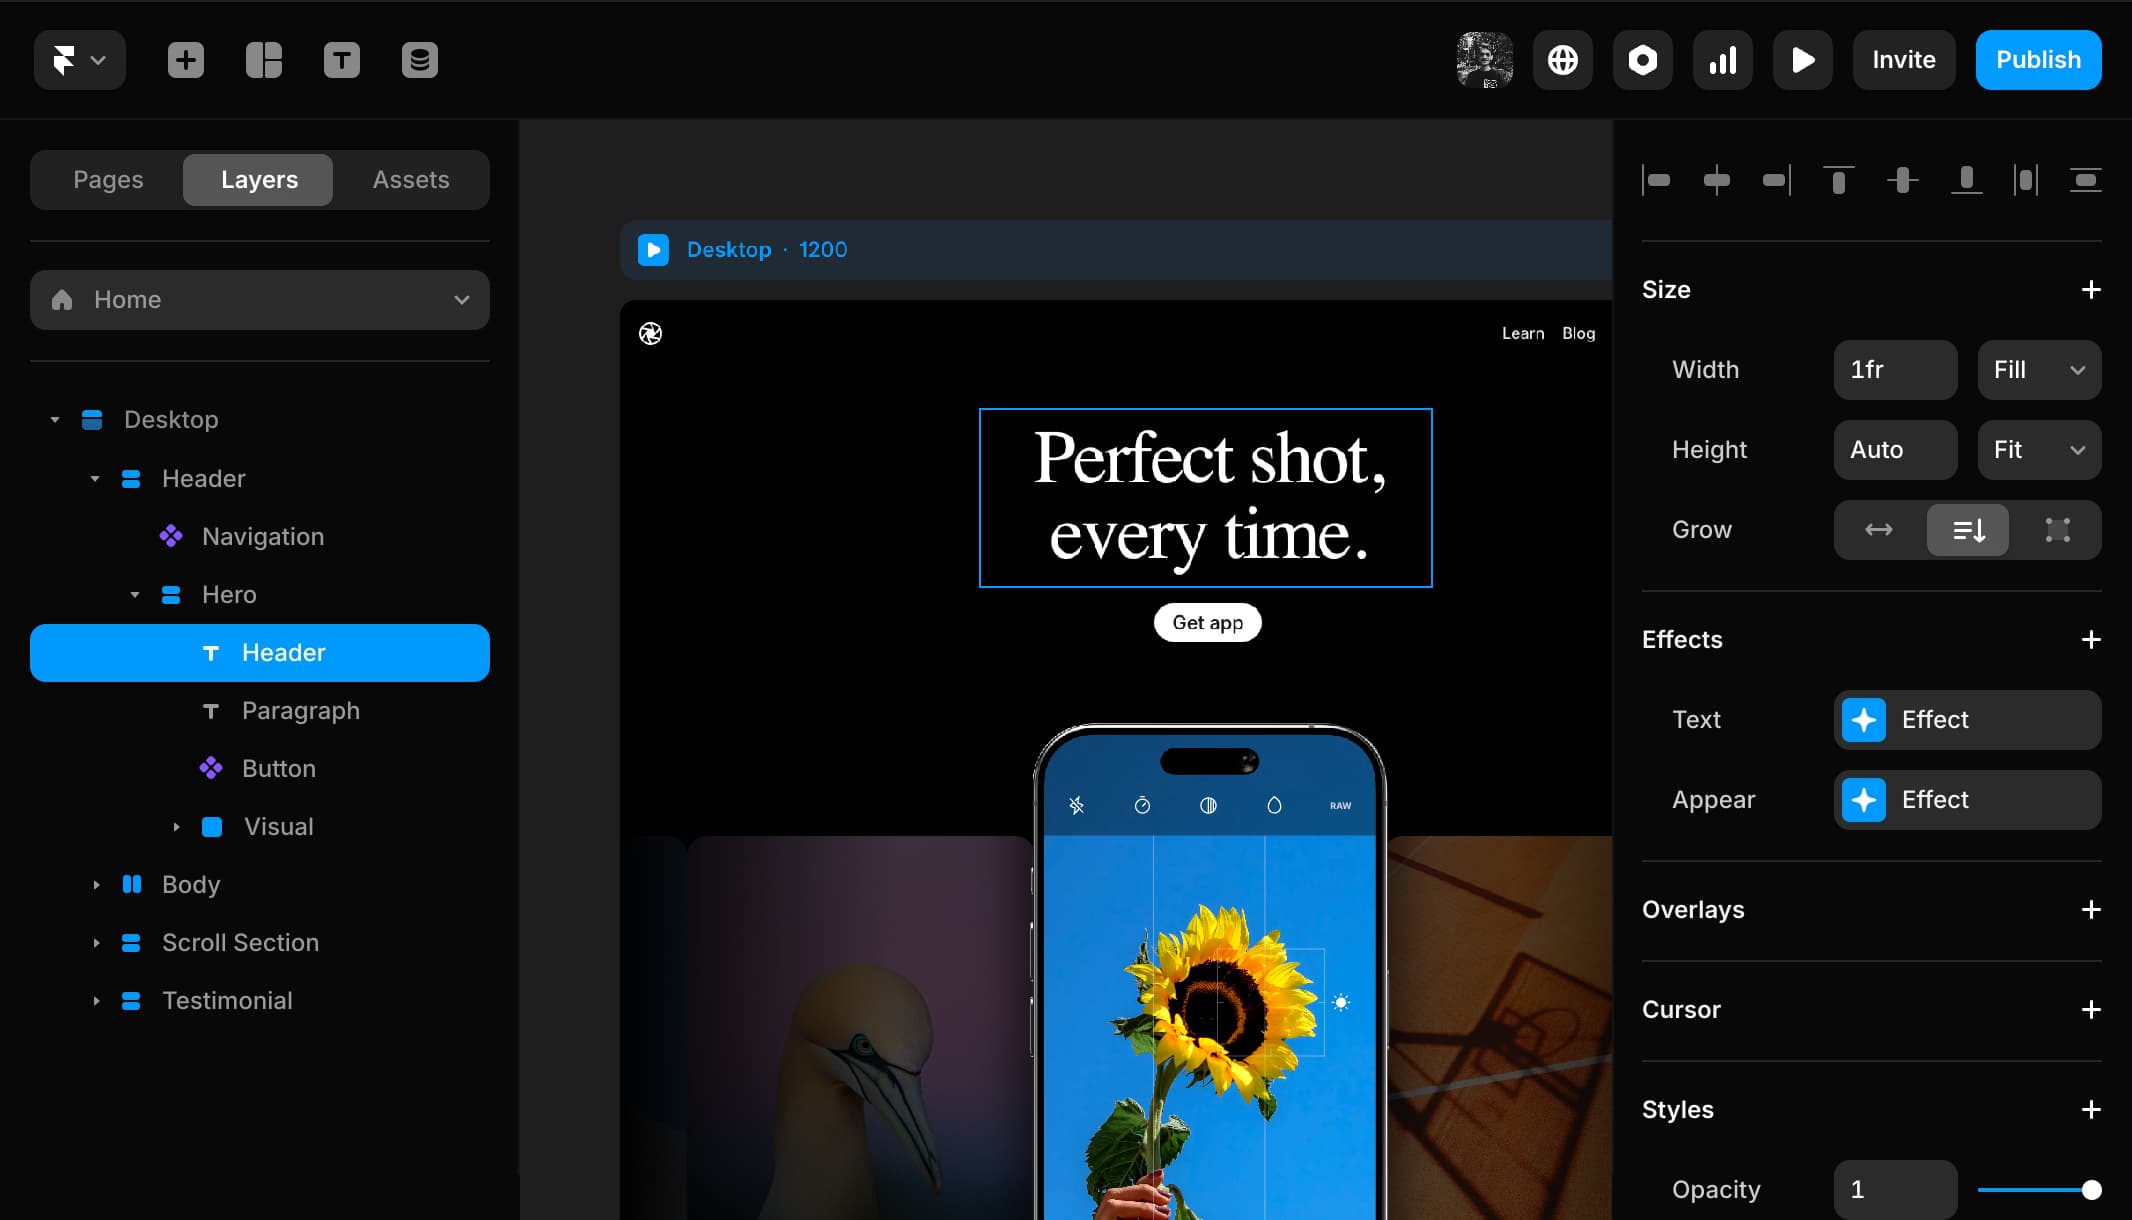 Invite
Publish
Pages
Layers
Assets
Home
Desktop
Header
Navigation
Hero
Header
Paragraph
Button
Visual
Body
Scroll Section
Testimonial
Desktop · 1200
Learn
Blog
Perfect shot,
every time.
Get app
RAW
Size
Width
1fr
Fill
Height
Auto
Fit
Grow
Effects
Text
Effect
Appear
Effect
Overlays
Cursor
Styles
Opacity
1